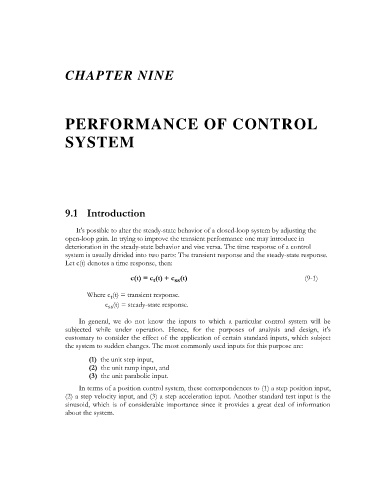 CHAPTER NINE
PERFORMANCE OF CONTROL
SYSTEM
9.1 Introduction
It's possible to alter the steady-state behavior of a closed-loop system by adjusting the
open-loop gain. In trying to improve the transient performance one may introduce in
deterioration in the steady-state behavior and vise versa. The time response of a control
system is usually divided into two parts: The transient response and the steady-state response.
Let c(t) denotes a time response, then:
c(t) = cₜ(t) + cₛₛ(t) (9-1)
Where cₜ(t) = transient response.
cₛₛ(t) = steady-state response.
In general, we do not know the inputs to which a particular control system will be
subjected while under operation. Hence, for the purposes of analysis and design, it's
customary to consider the effect of the application of certain standard inputs, which subject
the system to sudden changes. The most commonly used inputs for this purpose are:
(1) the unit step input,
(2) the unit ramp input, and
(3) the unit parabolic input.
In terms of a position control system, these correspondences to (1) a step position input,
(2) a step velocity input, and (3) a step acceleration input. Another standard test input is the
sinusoid, which is of considerable importance since it provides a great deal of information
about the system.